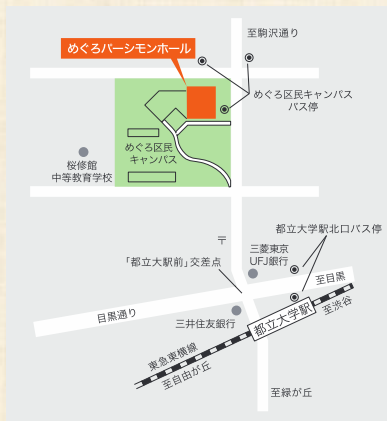 至駒沢通り
めぐろパーシモンホール
めぐろ区民キャンパス
バス停
めぐろ区民
キャンパス
桜修館
中等教育学校
都立大学駅北口バス停
〒
三菱東京
UFJ銀行
「都立大駅前」交差点
至目黒
目黒通り
三井住友銀行
都立大学駅
至渋谷
東急東横線
至自由が丘
至緑が丘